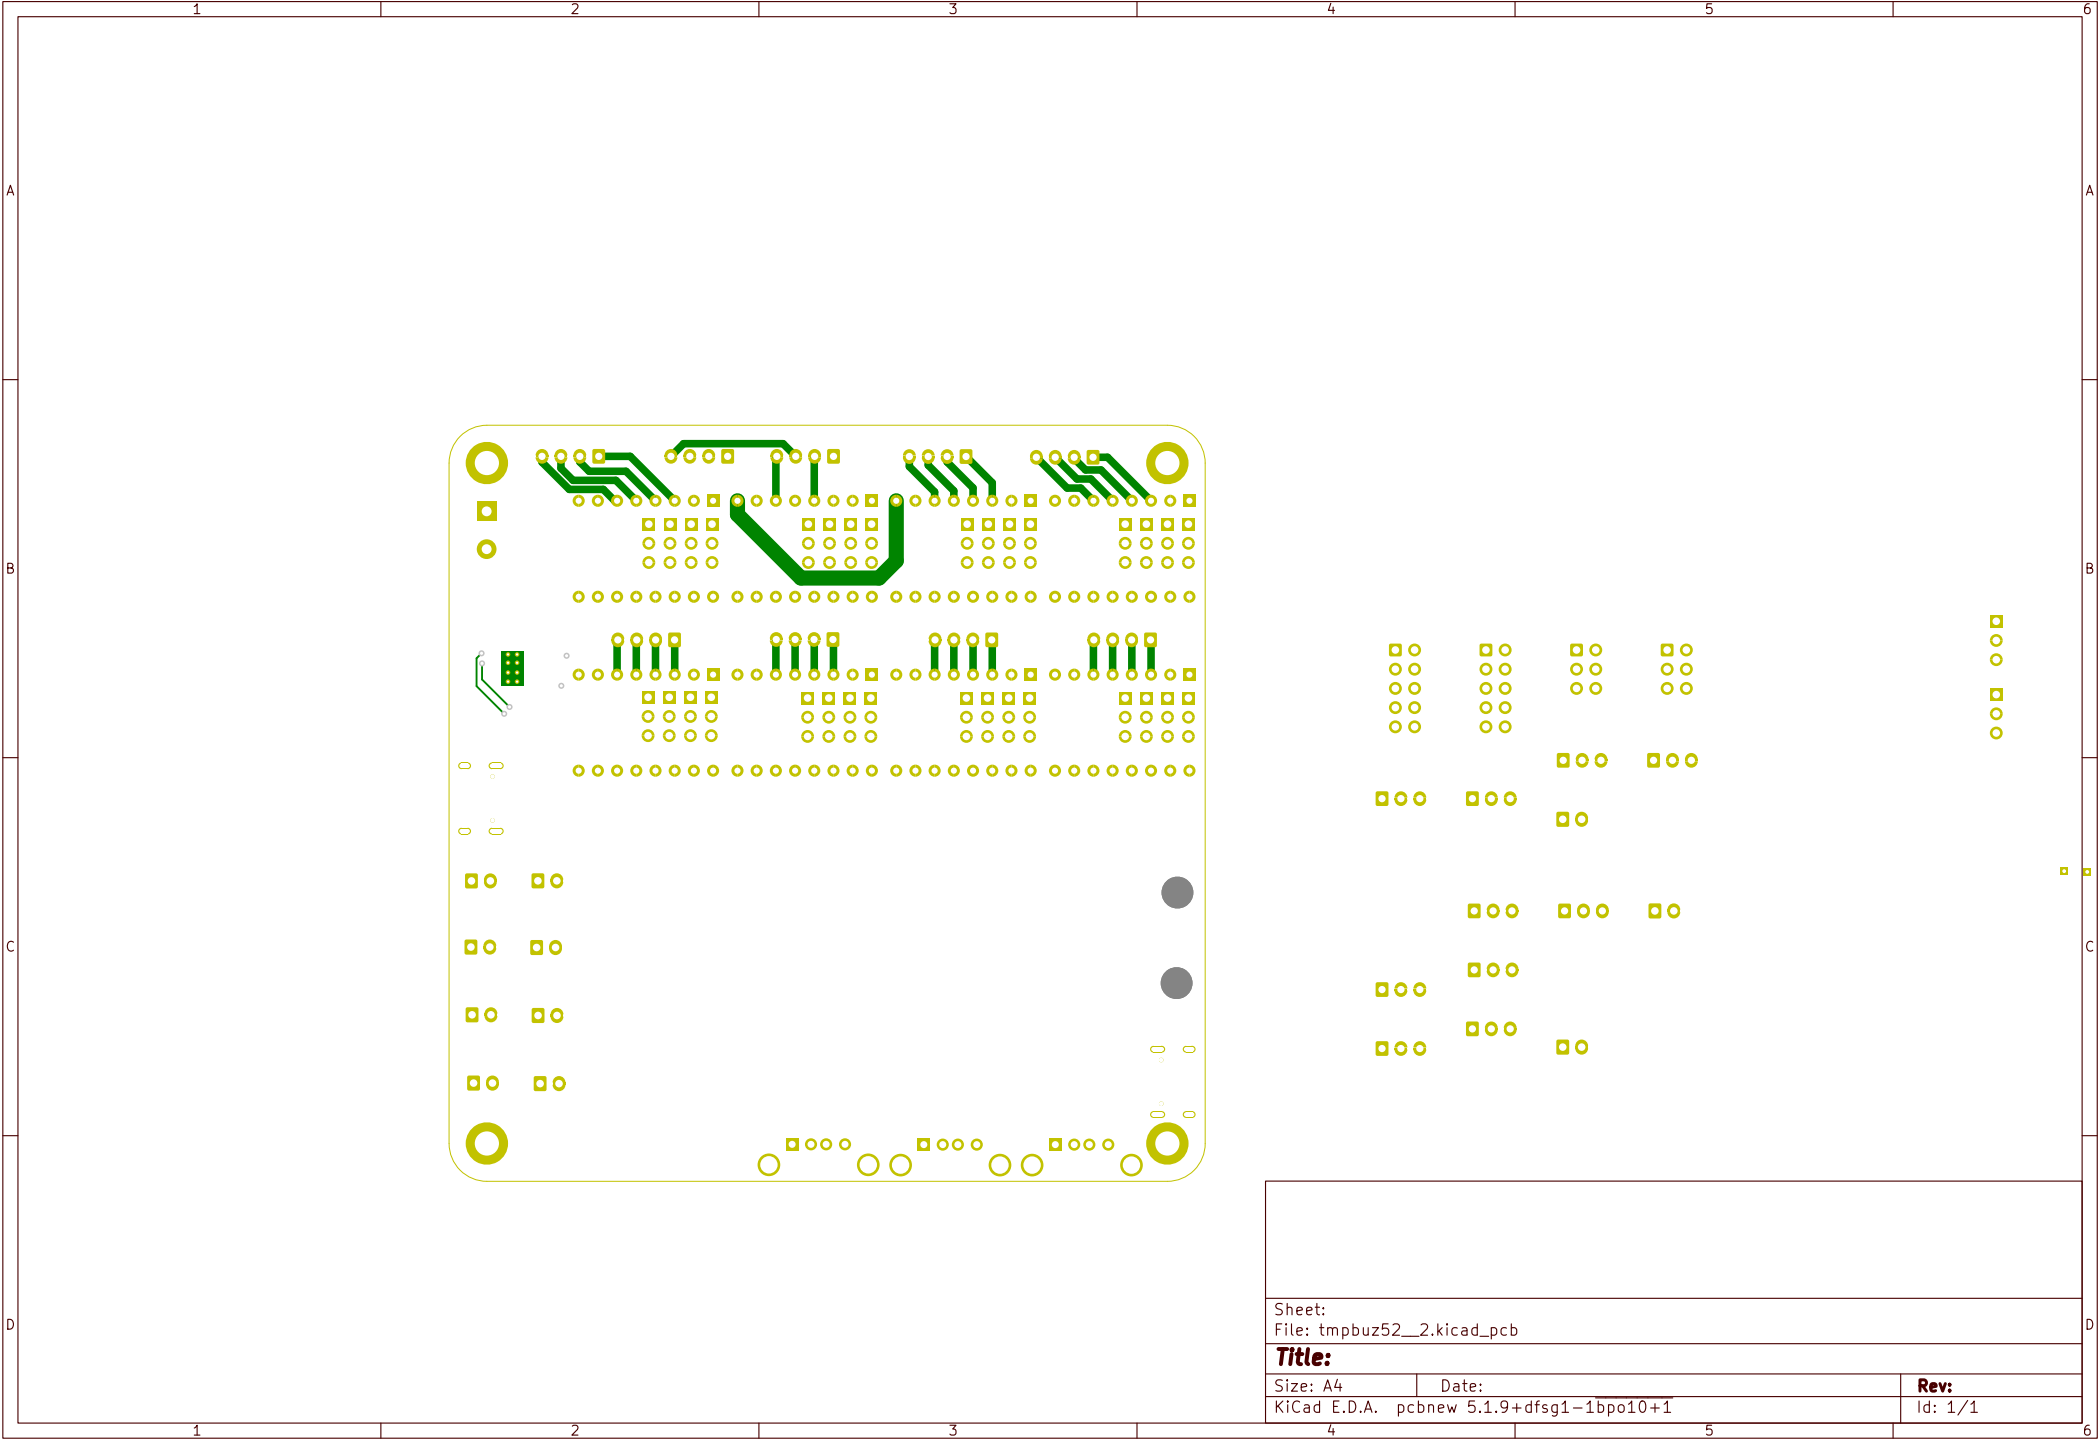 1 2 3 4 5 6
A A
B B
C C
D D
Sheet:
File: tmpbuz52__2.kicad_pcb
Title:
Size: A4 Date: Rev:
KiCad E.D.A. pcbnew 5.1.9+dfsg1-1bpo10+1 Id: 1/1
1 2 3 4 5 6